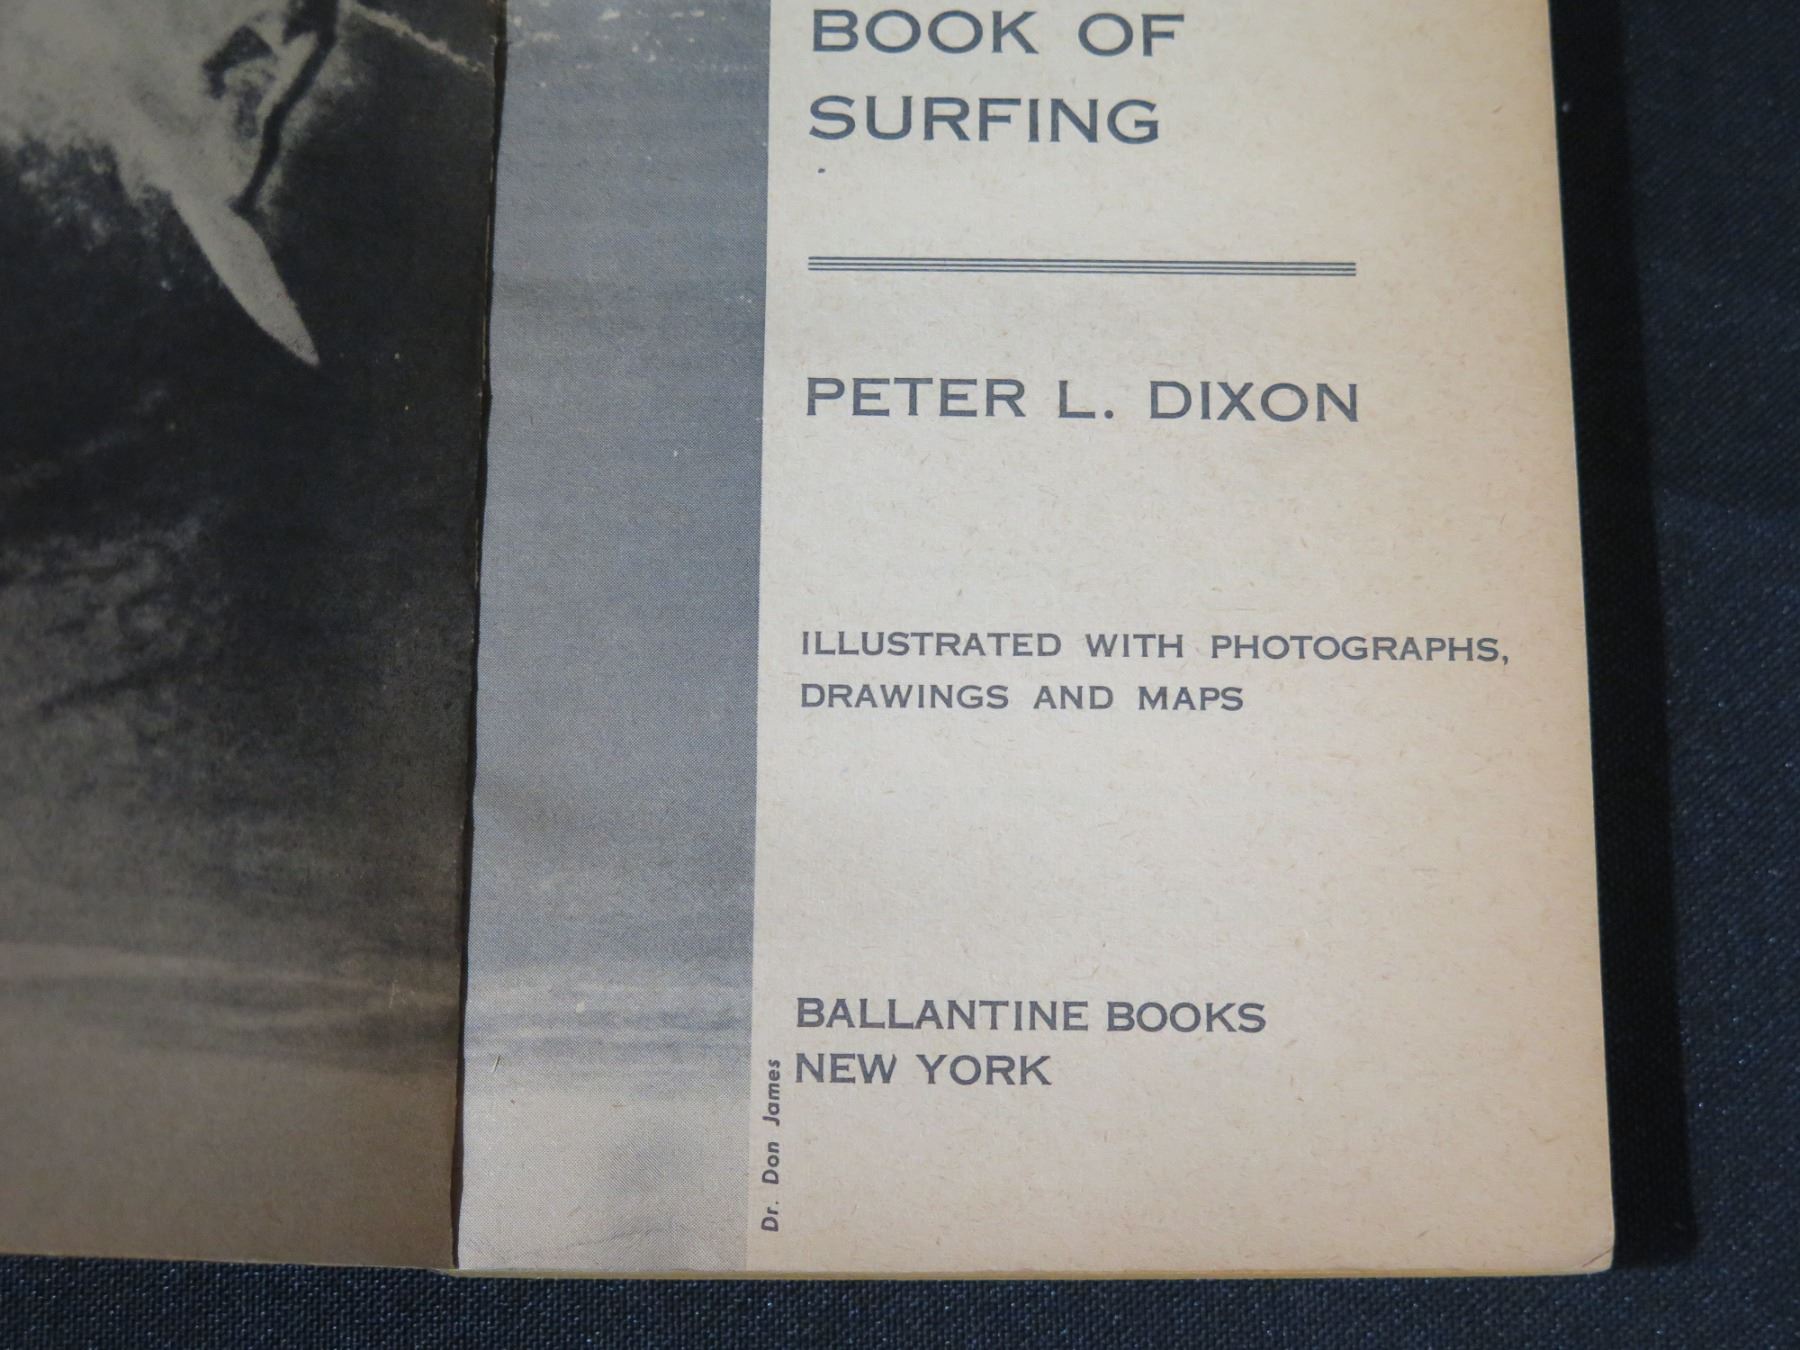 BOOK OF
SURFING
PETER L. DIXON
ILLUSTRATED WITH PHOTOGRAPHS,
DRAWINGS AND MAPS
BALLANTINE BOOKS
NEW YORK
Dr. Don James